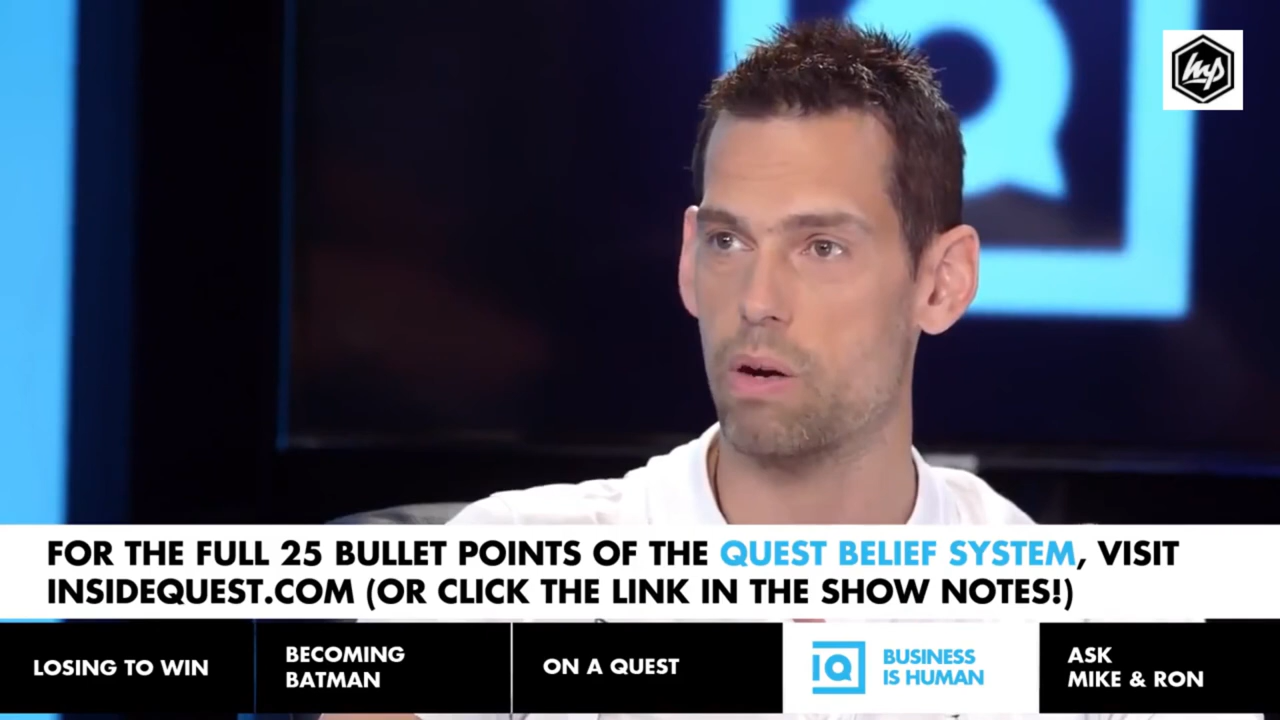 mp
FOR THE FULL 25 BULLET POINTS OF THE QUEST BELIEF SYSTEM, VISIT
INSIDEQUEST.COM (OR CLICK THE LINK IN THE SHOW NOTES!)
LOSING TO WIN
BECOMING
BATMAN
ON A QUEST
IQ
BUSINESS
IS HUMAN
ASK
MIKE & RON